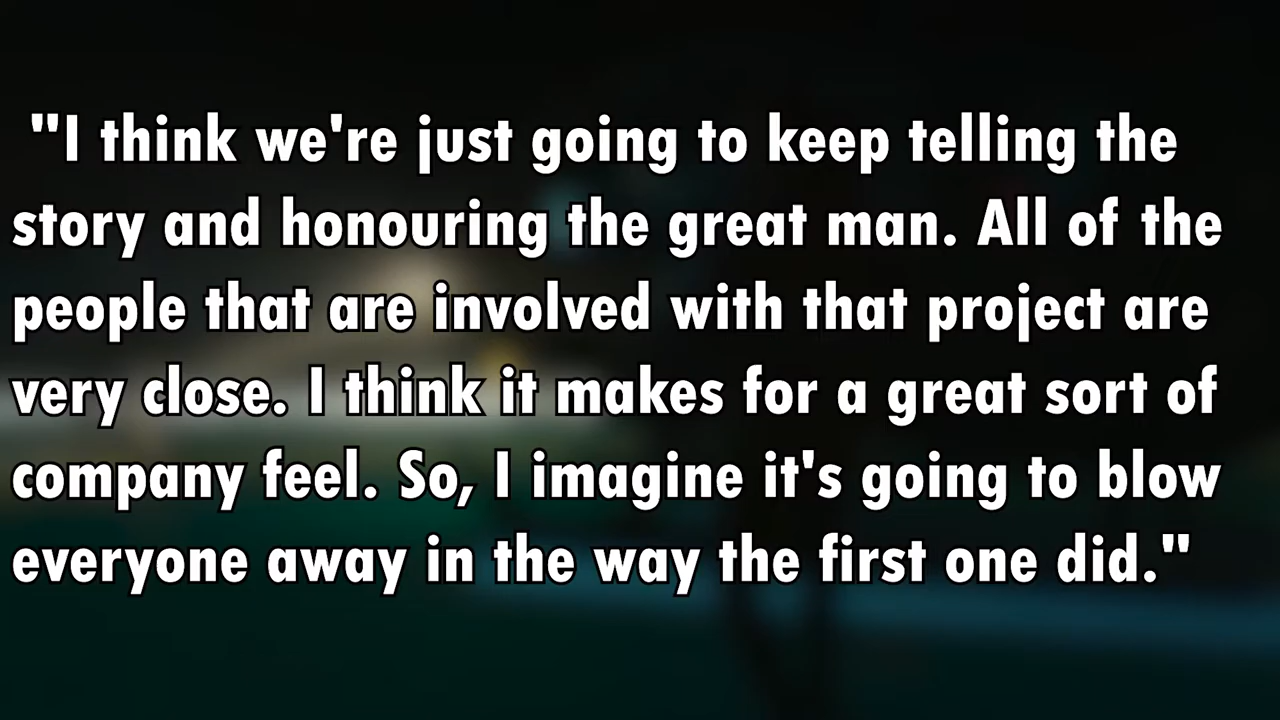 "I think we're just going to keep telling the
story and honouring the great man. All of the
people that are involved with that project are
very close. I think it makes for a great sort of
company feel. So, I imagine it's going to blow
everyone away in the way the first one did."